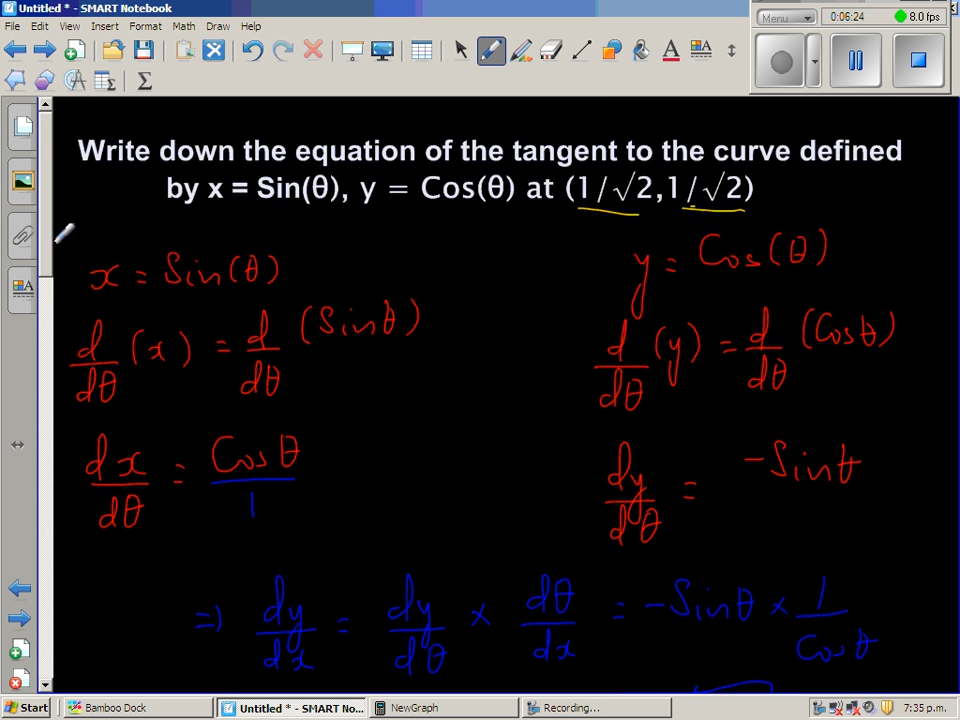 Untitled * - SMART Notebook
File Edit View Insert Format Math Draw Help
Menu 0:06:24 8.0 fps
Write down the equation of the tangent to the curve defined
by x = Sin(θ), y = Cos(θ) at (1/√2,1/√2)
x = Sin(θ)
y = Cos(θ)
d/dθ (x) = d/dθ (Sinθ)
d/dθ (y) = d/dθ (Cosθ)
dx/dθ = Cosθ/1
dy/dθ = -Sinθ
⇒ dy/dx = dy/dθ × dθ/dx = -Sinθ × 1/Cosθ
Start Bamboo Dock Untitled * - SMART No... NewGraph Recording... 7:35 p.m.